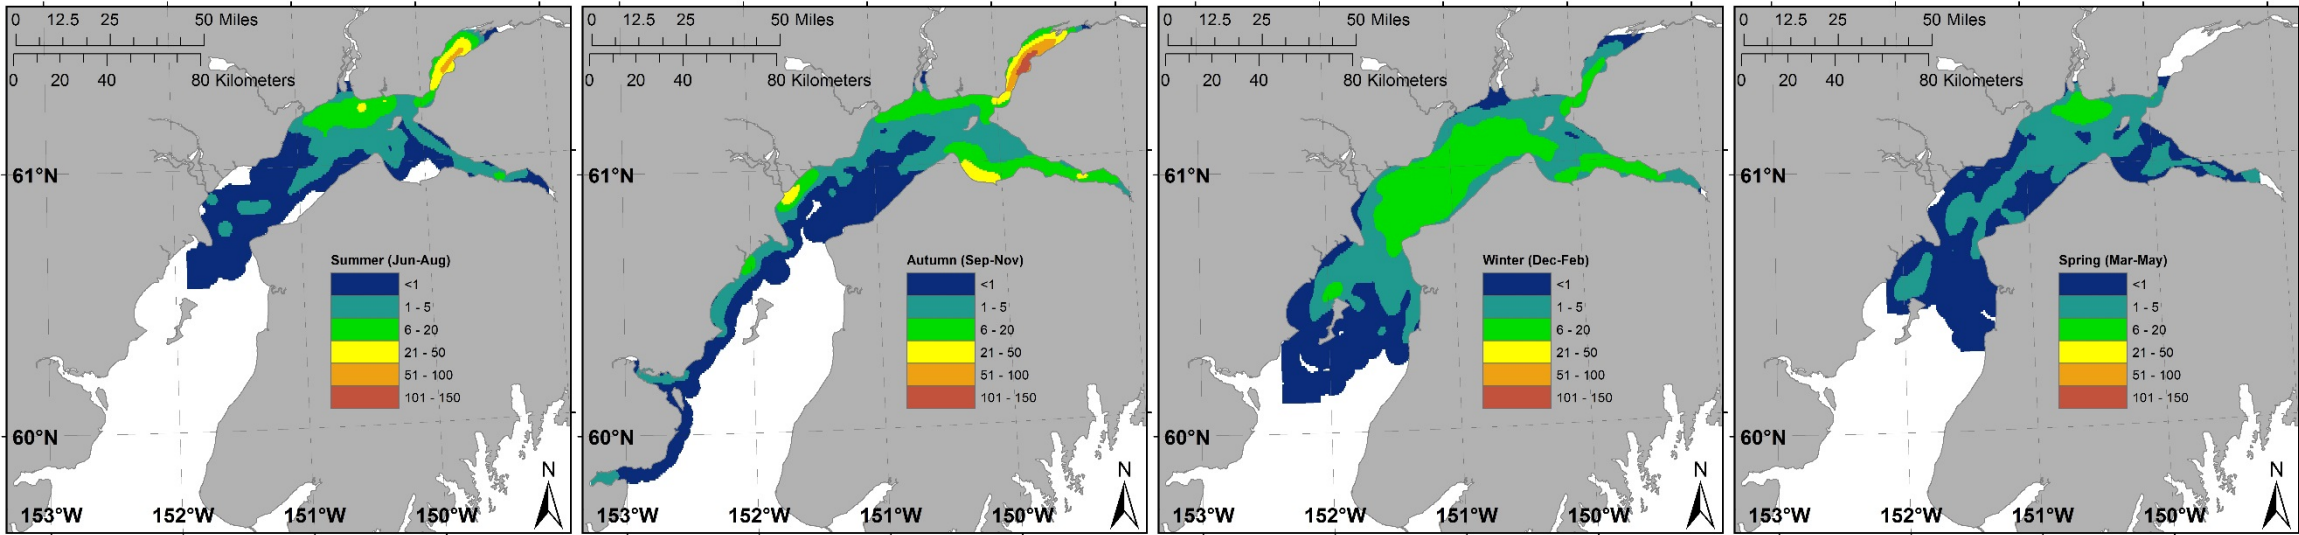 0 12.5 25 50 Miles
0 20 40 80 Kilometers
61°N
Summer (Jun-Aug)
<1
1 - 5
6 - 20
21 - 50
51 - 100
101 - 150
60°N
N
153°W 152°W 151°W 150°W
0 12.5 25 50 Miles
0 20 40 80 Kilometers
61°N
Autumn (Sep-Nov)
<1
1 - 5
6 - 20
21 - 50
51 - 100
101 - 150
60°N
N
153°W 152°W 151°W 150°W
0 12.5 25 50 Miles
0 20 40 80 Kilometers
61°N
Winter (Dec-Feb)
<1
1 - 5
6 - 20
21 - 50
51 - 100
101 - 150
60°N
N
153°W 152°W 151°W 150°W
0 12.5 25 50 Miles
0 20 40 80 Kilometers
61°N
Spring (Mar-May)
<1
1 - 5
6 - 20
21 - 50
51 - 100
101 - 150
60°N
N
153°W 152°W 151°W 150°W